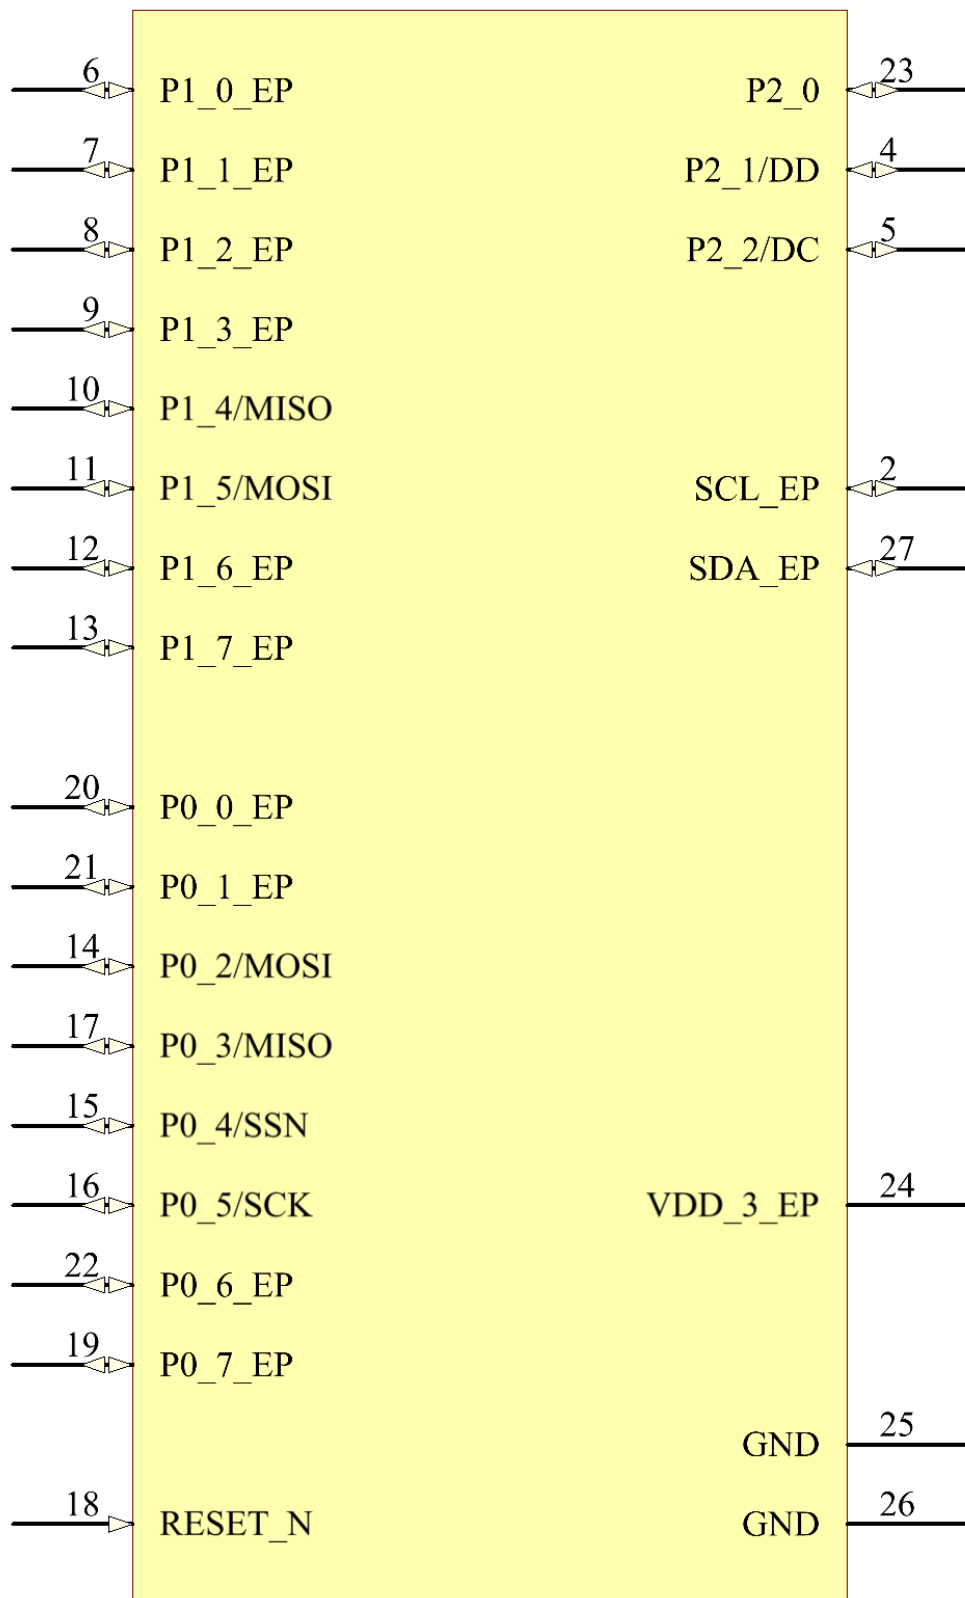 6 P1_0_EP P2_0 23
7 P1_1_EP P2_1/DD 4
8 P1_2_EP P2_2/DC 5
9 P1_3_EP
10 P1_4/MISO
11 P1_5/MOSI SCL_EP 2
12 P1_6_EP SDA_EP 27
13 P1_7_EP
20 P0_0_EP
21 P0_1_EP
14 P0_2/MOSI
17 P0_3/MISO
15 P0_4/SSN
16 P0_5/SCK VDD_3_EP 24
22 P0_6_EP
19 P0_7_EP
GND 25
18 RESET_N GND 26